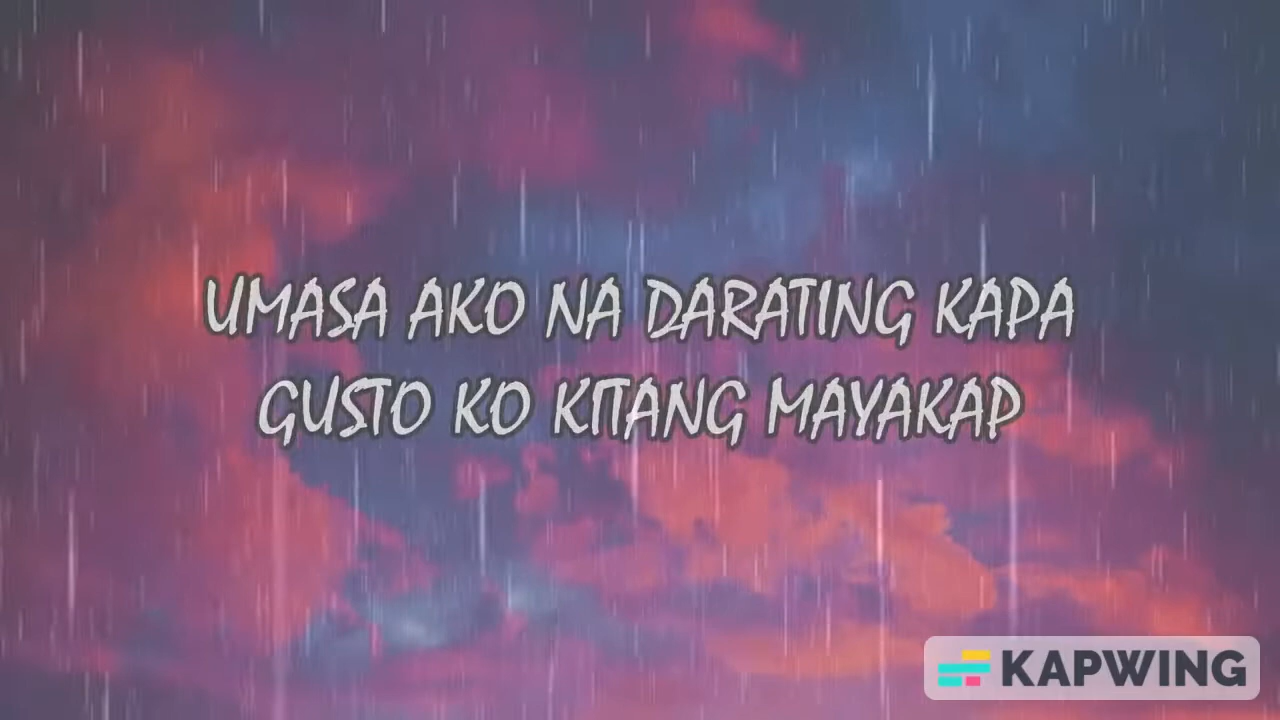 UMASA AKO NA DARATING KAPA
GUSTO KO KITANG MAYAKAP
KAPWING